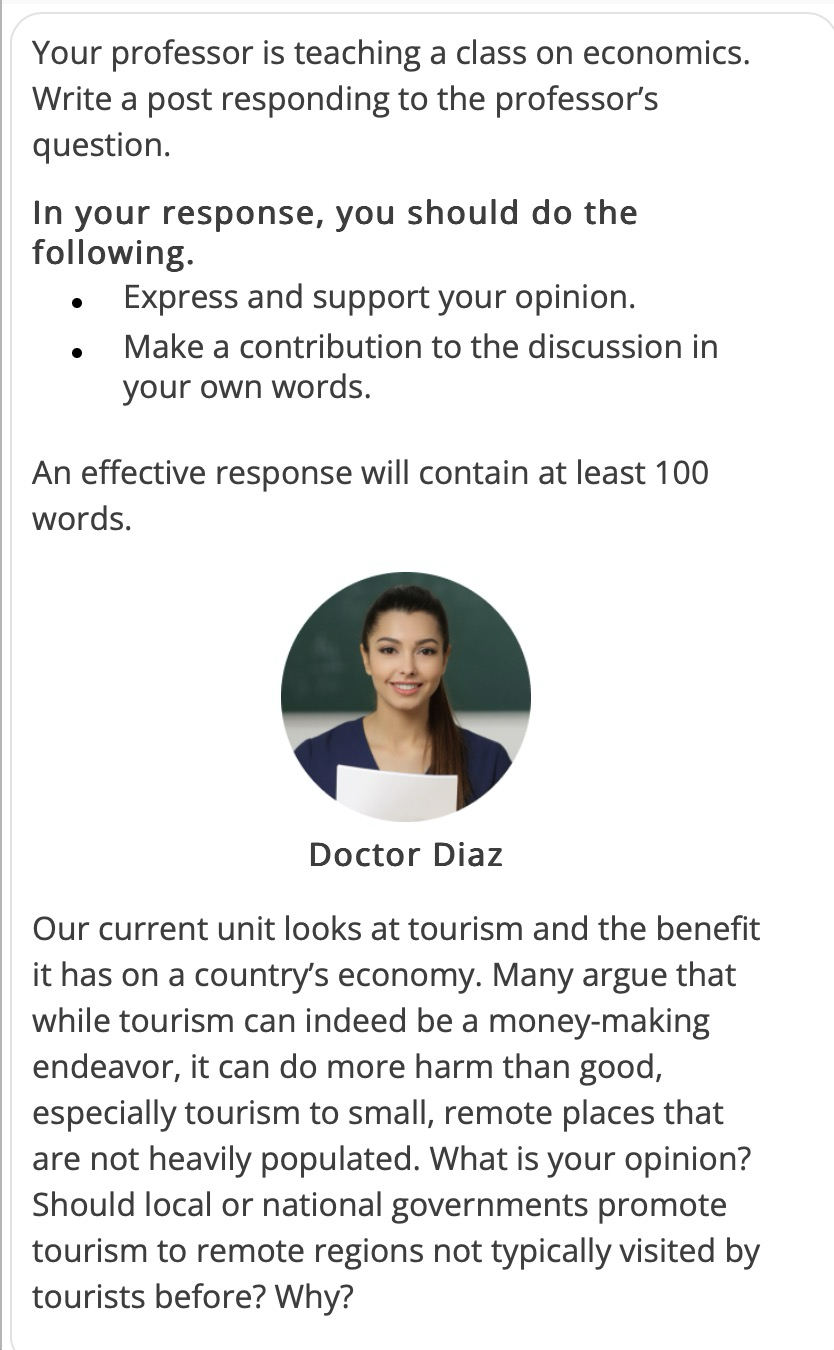 Your professor is teaching a class on economics.
Write a post responding to the professor’s
question.
In your response, you should do the
following.
• Express and support your opinion.
• Make a contribution to the discussion in
your own words.
An effective response will contain at least 100
words.
Doctor Diaz
Our current unit looks at tourism and the benefit
it has on a country’s economy. Many argue that
while tourism can indeed be a money-making
endeavor, it can do more harm than good,
especially tourism to small, remote places that
are not heavily populated. What is your opinion?
Should local or national governments promote
tourism to remote regions not typically visited by
tourists before? Why?